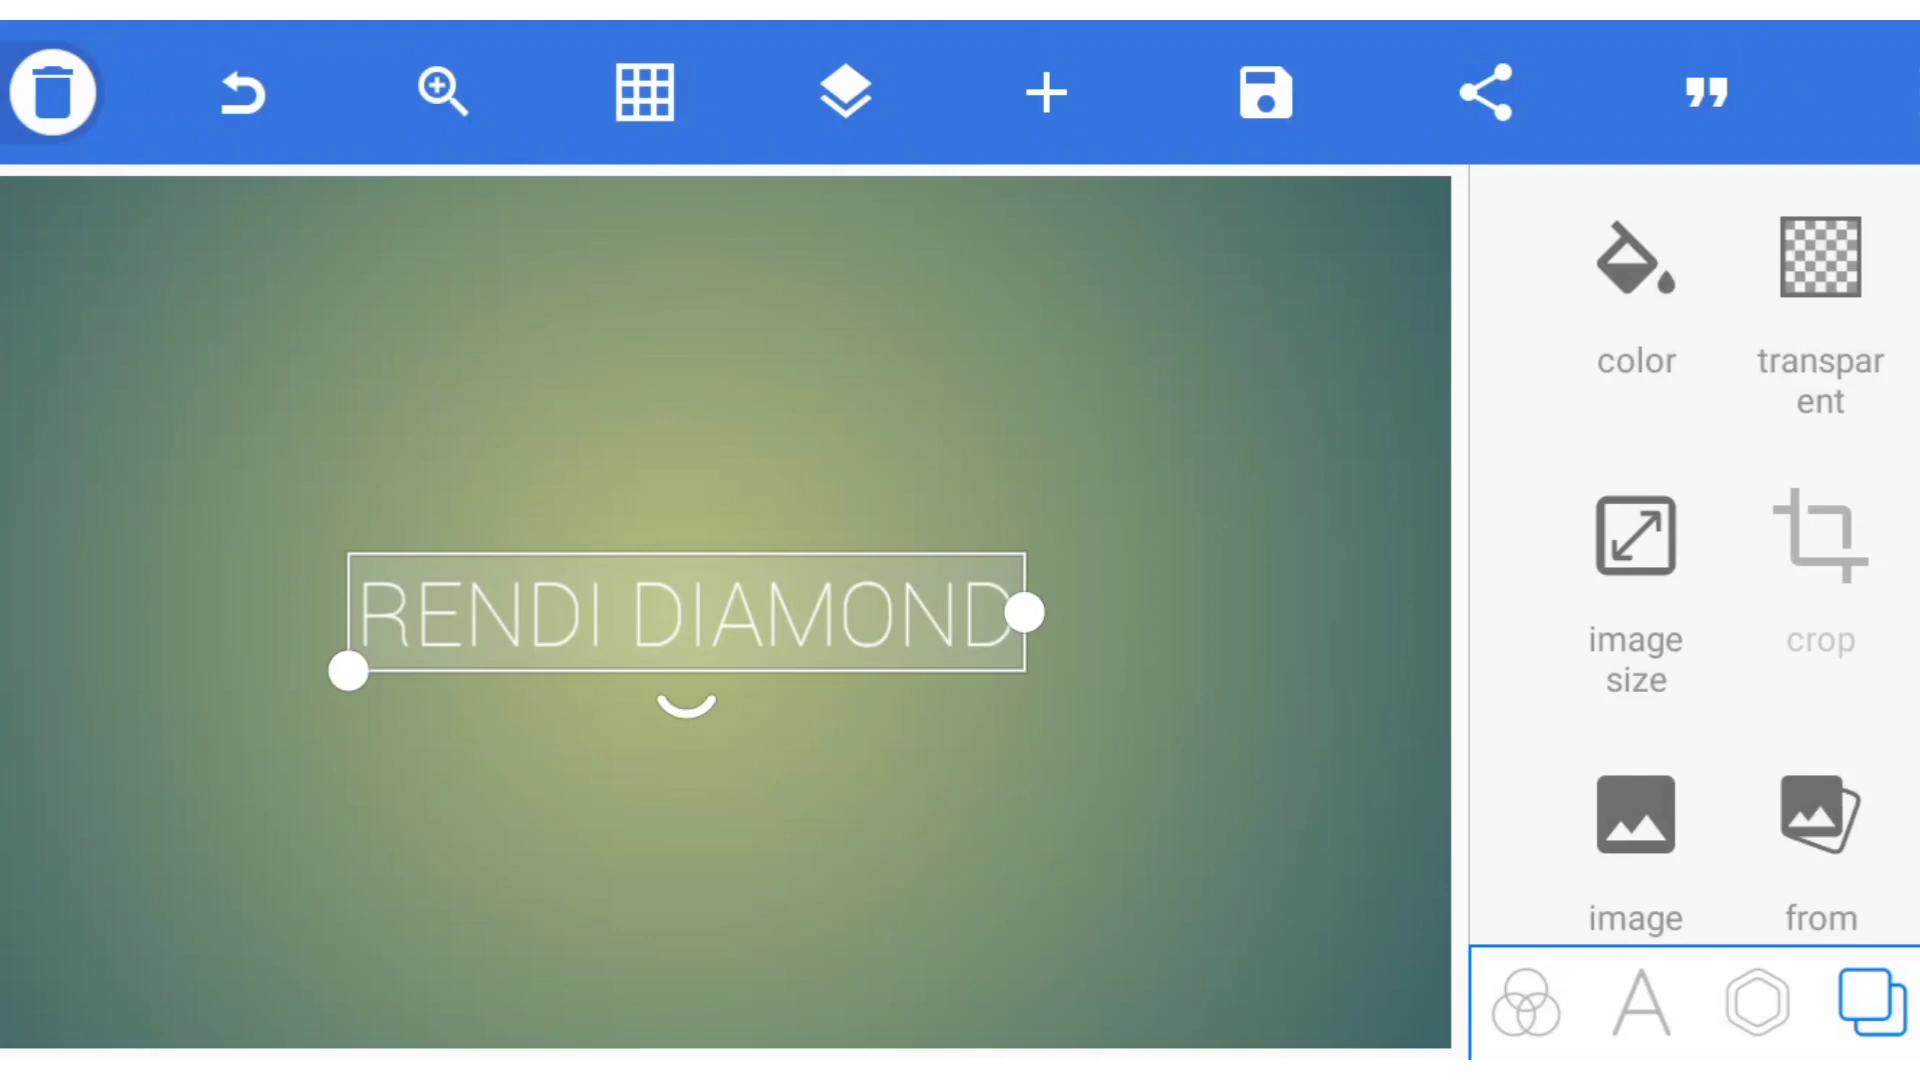 color
transpar
ent
RENDI DIAMOND
image
size
crop
image
from